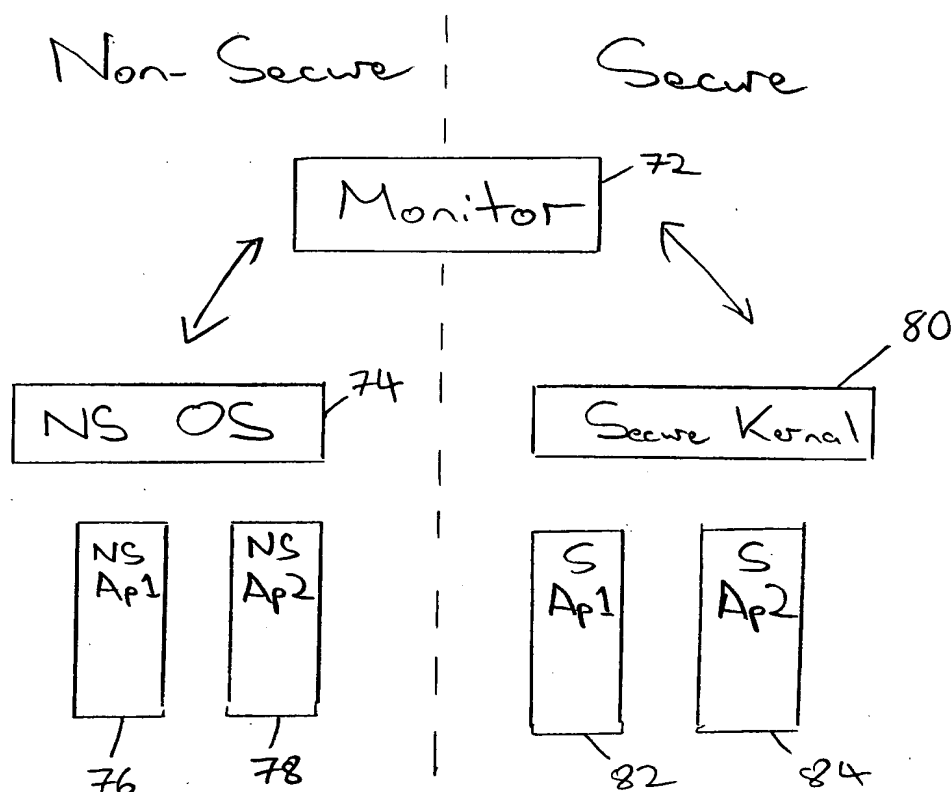 Non-Secure
Secure
Monitor
72
80
74
NS OS
Secure Kernal
NS
Ap1
NS
Ap2
S
Ap1
S
Ap2
76
78
82
84